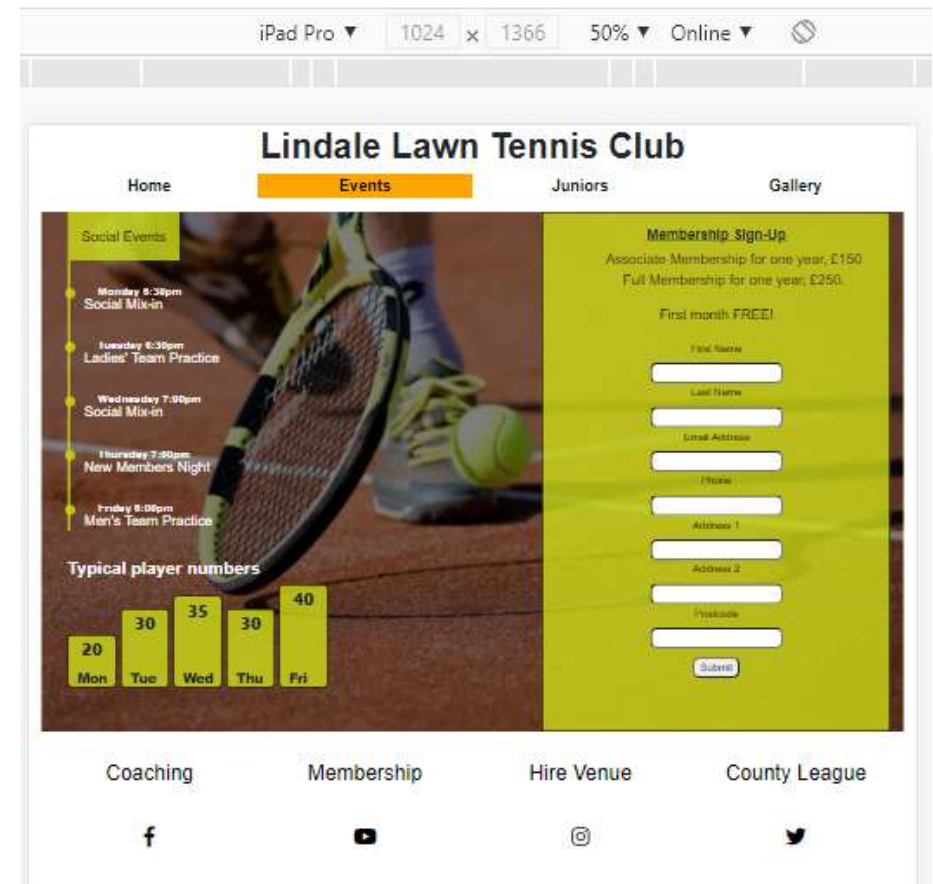 iPad Pro ▼ 1024 x 1366 50% ▼ Online ▼
Lindale Lawn Tennis Club
Home Events Juniors Gallery
Social Events
Monday 6:30pm
Social Mix-in
Tuesday 6:30pm
Ladies' Team Practice
Wednesday 7:00pm
Social Mix-in
Thursday 7:00pm
New Members Night
Friday 6:00pm
Men's Team Practice
Typical player numbers
20 30 35 30 40
Mon Tue Wed Thu Fri
Membership Sign-Up
Associate Membership for one year, £150
Full Membership for one year, £250.
First month FREE!
First Name
Last Name
Email Address
Phone
Address 1
Address 2
Postcode
Submit
Coaching Membership Hire Venue County League